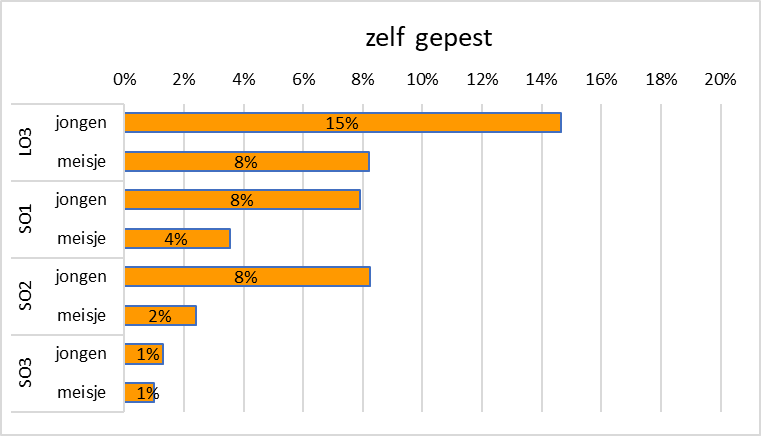 zelf gepest
0% 2% 4% 6% 8% 10% 12% 14% 16% 18% 20%
LO3
jongen 15%
meisje 8%
SO1
jongen 8%
meisje 4%
SO2
jongen 8%
meisje 2%
SO3
jongen 1%
meisje 1%